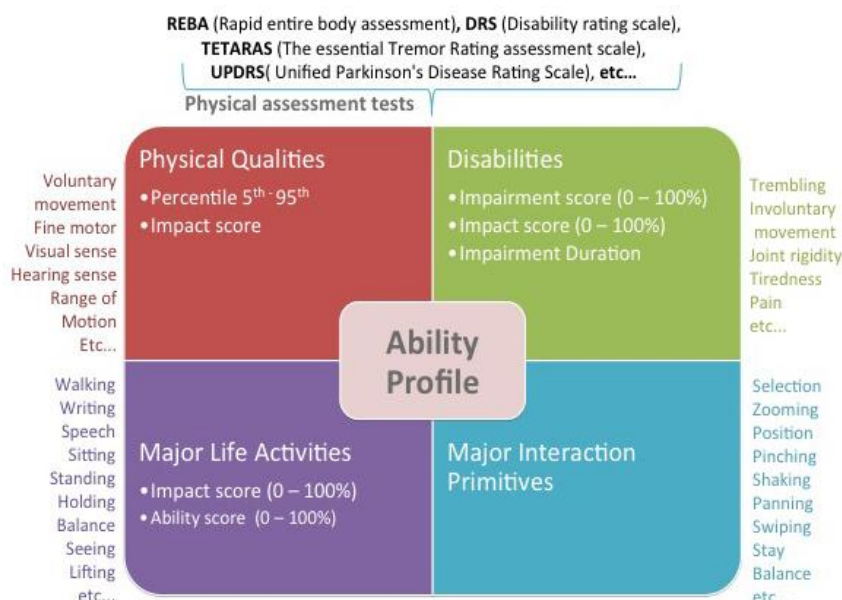 REBA (Rapid entire body assessment), DRS (Disability rating scale),
TETARAS (The essential Tremor Rating assessment scale),
UPDRS( Unified Parkinson's Disease Rating Scale), etc...
Physical assessment tests
Voluntary
movement
Fine motor
Visual sense
Hearing sense
Range of
Motion
Etc...
Physical Qualities
•Percentile 5th - 95th
•Impact score
Disabilities
•Impairment score (0 – 100%)
•Impact score (0 – 100%)
•Impairment Duration
Trembling
Involuntary
movement
Joint rigidity
Tiredness
Pain
etc...
Ability
Profile
Walking
Writing
Speech
Sitting
Standing
Holding
Balance
Seeing
Lifting
etc...
Major Life Activities
•Impact score (0 – 100%)
•Ability score (0 – 100%)
Major Interaction
Primitives
Selection
Zooming
Position
Pinching
Shaking
Panning
Swiping
Stay
Balance
etc